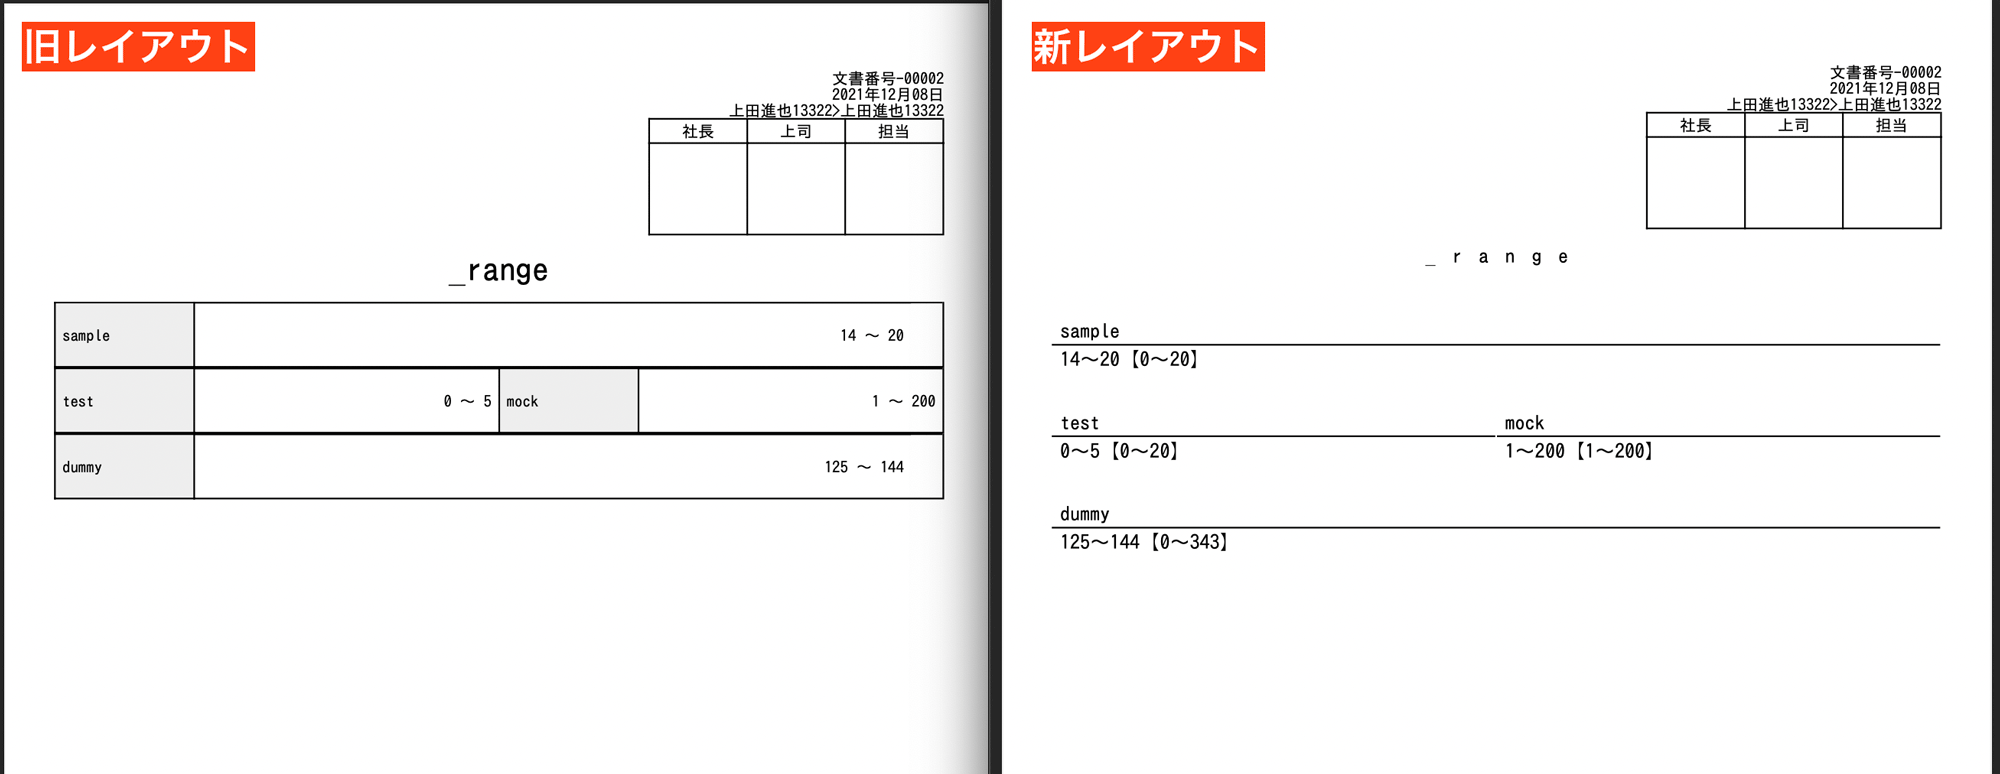 旧レイアウト
文書番号-00002
2021年12月08日
上田進也13322>上田進也13322
社長 上司 担当
_range
sample 14 ～ 20
test 0 ～ 5 mock 1 ～ 200
dummy 125 ～ 144
新レイアウト
文書番号-00002
2021年12月08日
上田進也13322>上田進也13322
社長 上司 担当
_ r a n g e
sample
14～20【0～20】
test mock
0～5【0～20】 1～200【1～200】
dummy
125～144【0～343】